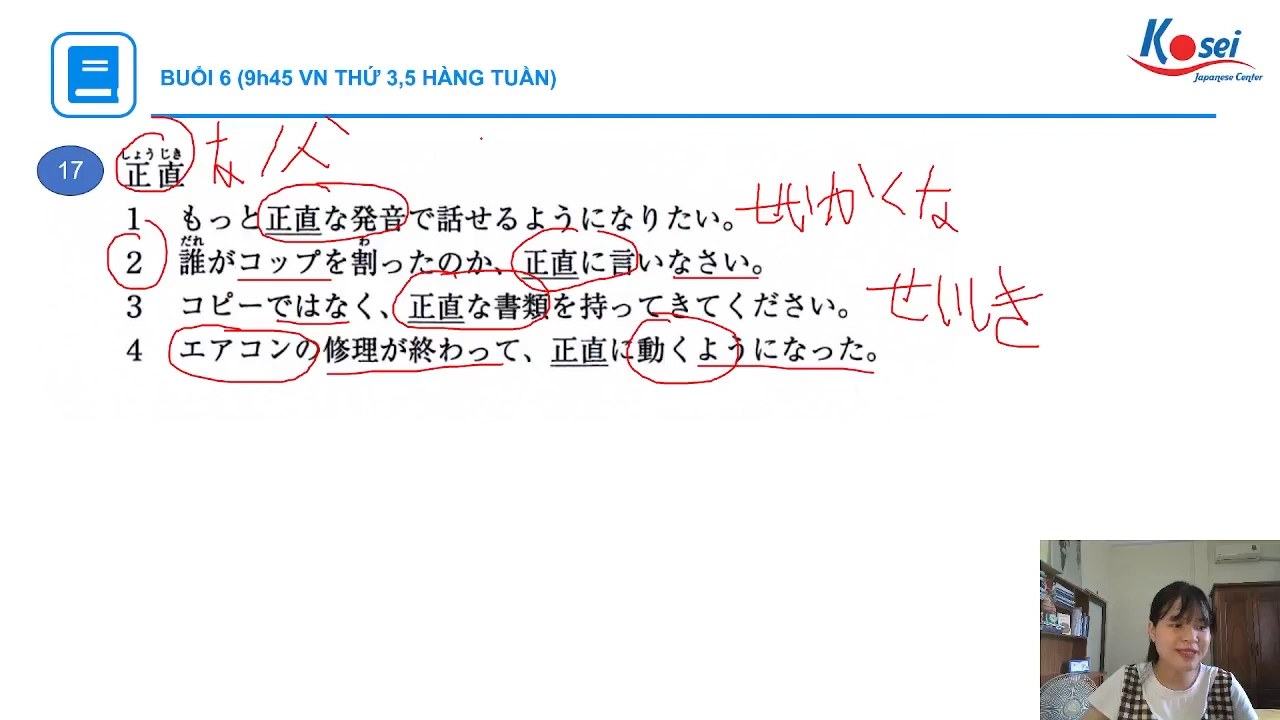 Kosei
Japanese Center
BUỔI 6 (9h45 VN THỨ 3,5 HÀNG TUẦN)
17
しょうじき
正直
な
1 もっと正直な発音で話せるようになりたい。
せいかくな
だれ わ
2 誰がコップを割ったのか、正直に言いなさい。
3 コピーではなく、正直な書類を持ってきてください。
せいしき
4 エアコンの修理が終わって、正直に動くようになった。